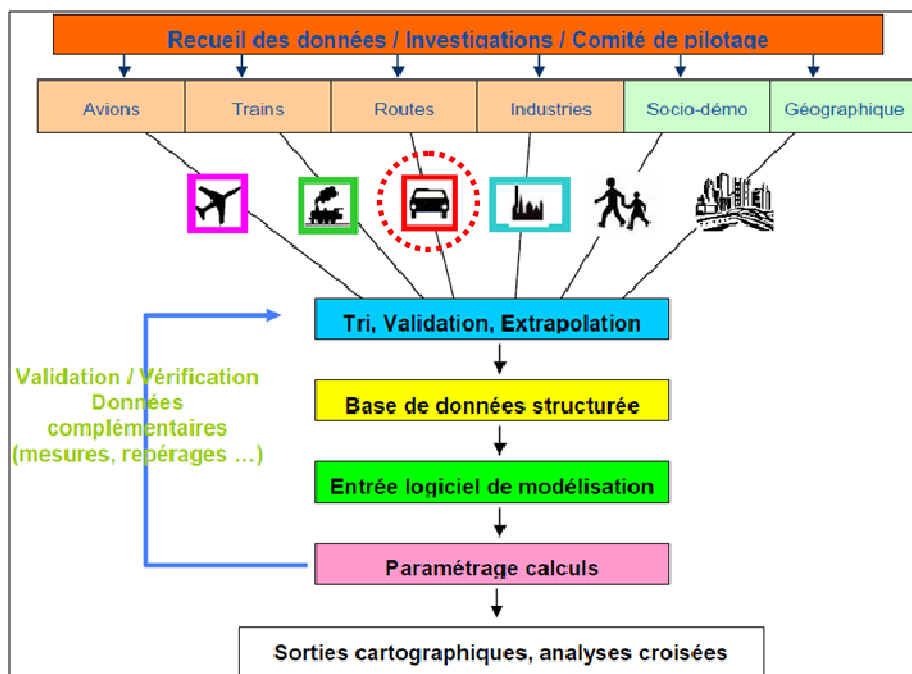 Recueil des données / Investigations / Comité de pilotage
Avions
Trains
Routes
Industries
Socio-démo
Géographique
Tri, Validation, Extrapolation
Validation / Vérification
Données
complémentaires
(mesures, repérages ...)
Base de données structurée
Entrée logiciel de modélisation
Paramétrage calculs
Sorties cartographiques, analyses croisées